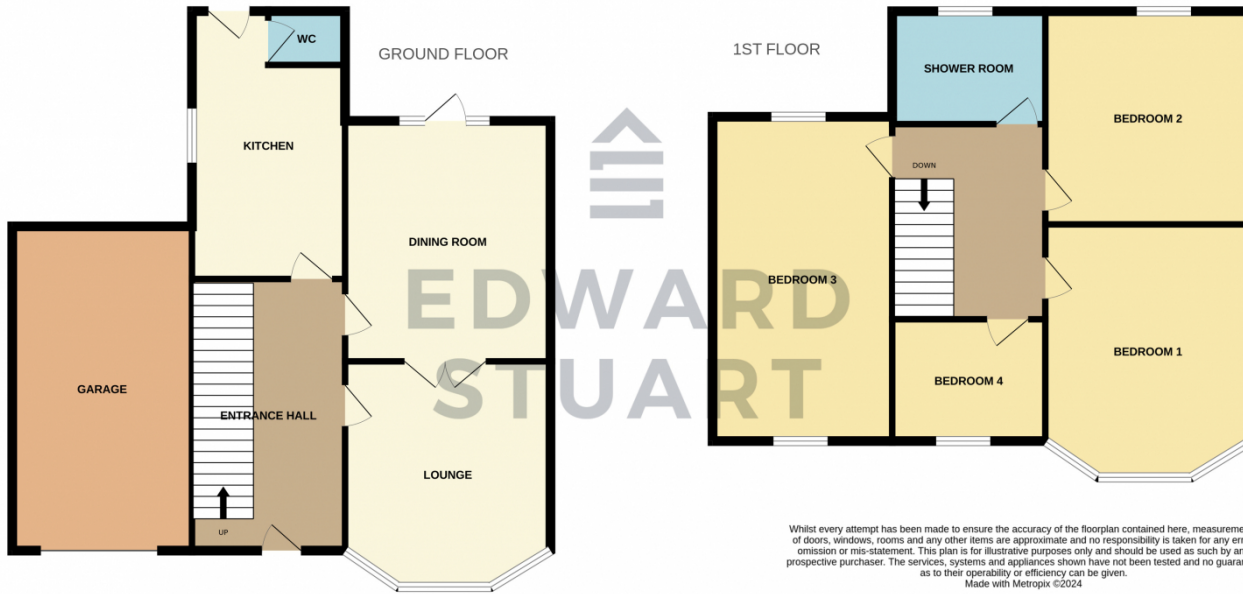 GROUND FLOOR
WC
KITCHEN
DINING ROOM
GARAGE
ENTRANCE HALL
LOUNGE
UP
1ST FLOOR
SHOWER ROOM
BEDROOM 2
DOWN
BEDROOM 3
BEDROOM 1
BEDROOM 4
EDWARD
STUART
Whilst every attempt has been made to ensure the accuracy of the floorplan contained here,
of doors, windows, rooms and any other items are approximate and no responsibility is taken for any
omission or mis-statement. This plan is for illustrative purposes only and should be used as such by
prospective purchaser. The services, systems and appliances shown have not been tested and no
as to their operability or efficiency can be given.
Made with Metropix ©2024